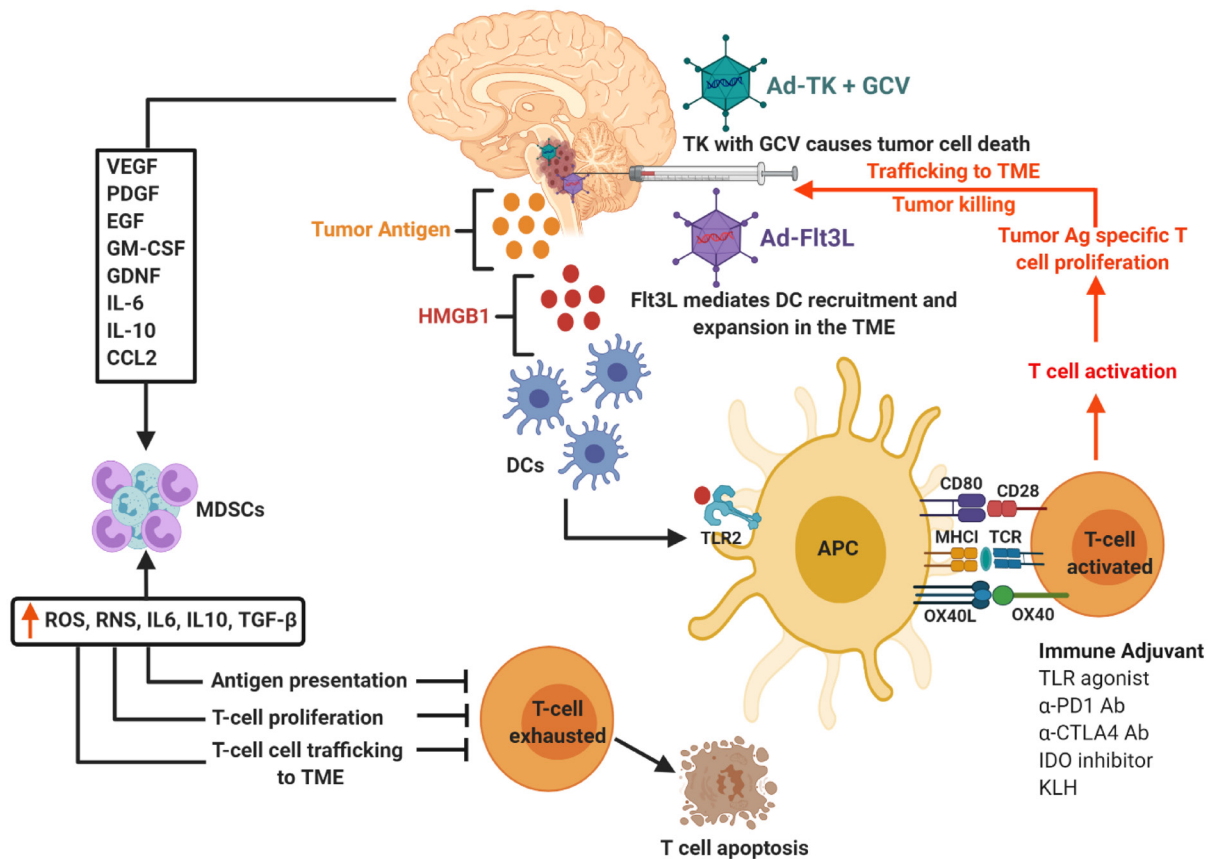 Ad-TK + GCV
TK with GCV causes tumor cell death
Trafficking to TME
Tumor killing
Tumor Ag specific T
cell proliferation
T cell activation
VEGF
PDGF
EGF
GM-CSF
GDNF
IL-6
IL-10
CCL2
Tumor Antigen
Ad-Flt3L
Flt3L mediates DC recruitment and
expansion in the TME
HMGB1
DCs
MDSCs
TLR2
APC
CD80
CD28
MHCI
TCR
OX40L
OX40
T-cell
activated
ROS, RNS, IL6, IL10, TGF-β
Antigen presentation
T-cell proliferation
T-cell cell trafficking
to TME
T-cell
exhausted
T cell apoptosis
Immune Adjuvant
TLR agonist
α-PD1 Ab
α-CTLA4 Ab
IDO inhibitor
KLH